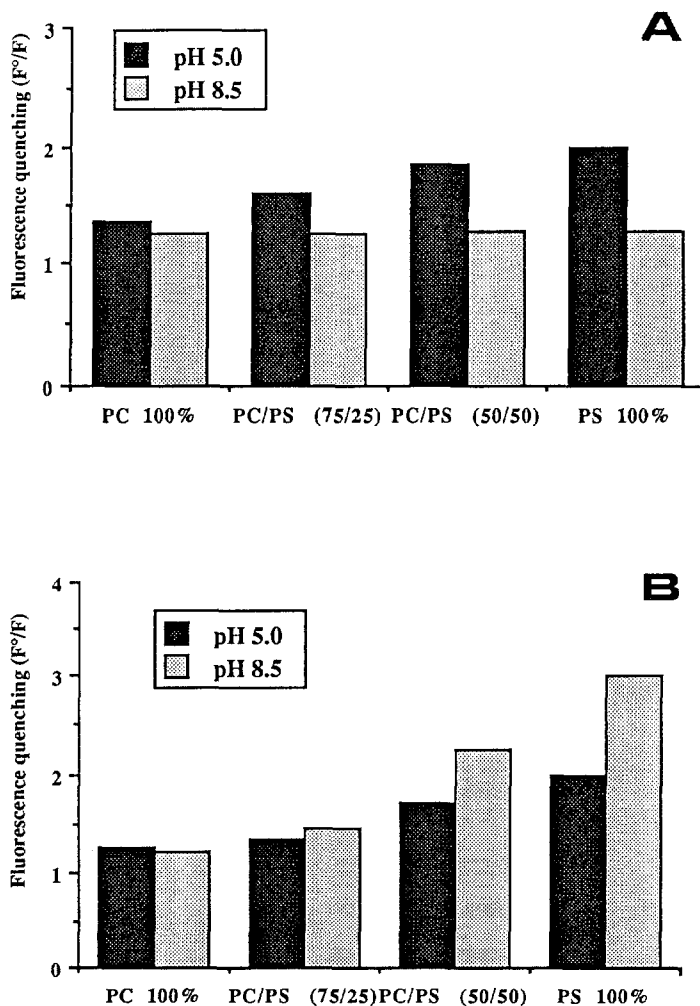 A
Fluorescence quenching (F°/F)
3
2
1
0
pH 5.0
pH 8.5
PC 100% PC/PS (75/25) PC/PS (50/50) PS 100%
B
Fluorescence quenching (F°/F)
4
3
2
1
0
pH 5.0
pH 8.5
PC 100% PC/PS (75/25) PC/PS (50/50) PS 100%